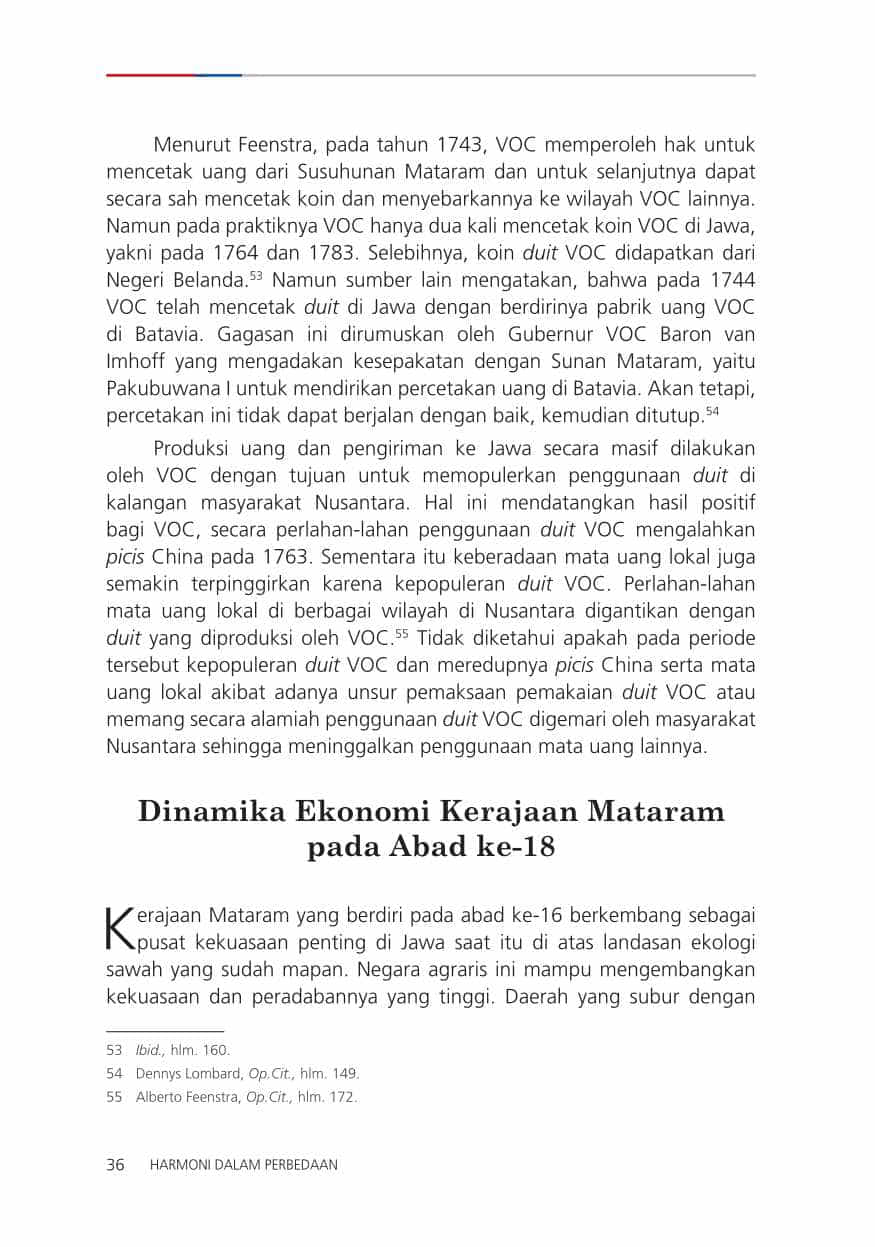 Menurut Feenstra, pada tahun 1743, VOC memperoleh hak untuk
mencetak uang dari Susuhunan Mataram dan untuk selanjutnya dapat
secara sah mencetak koin dan menyebarkannya ke wilayah VOC lainnya.
Namun pada praktiknya VOC hanya dua kali mencetak koin VOC di Jawa,
yakni pada 1764 dan 1783. Selebihnya, koin duit VOC didapatkan dari
Negeri Belanda.⁵³ Namun sumber lain mengatakan, bahwa pada 1744
VOC telah mencetak duit di Jawa dengan berdirinya pabrik uang VOC
di Batavia. Gagasan ini dirumuskan oleh Gubernur VOC Baron van
Imhoff yang mengadakan kesepakatan dengan Sunan Mataram, yaitu
Pakubuwana I untuk mendirikan percetakan uang di Batavia. Akan tetapi,
percetakan ini tidak dapat berjalan dengan baik, kemudian ditutup.⁵⁴
Produksi uang dan pengiriman ke Jawa secara masif dilakukan
oleh VOC dengan tujuan untuk memopulerkan penggunaan duit di
kalangan masyarakat Nusantara. Hal ini mendatangkan hasil positif
bagi VOC, secara perlahan-lahan penggunaan duit VOC mengalahkan
picis China pada 1763. Sementara itu keberadaan mata uang lokal juga
semakin terpinggirkan karena kepopuleran duit VOC. Perlahan-lahan
mata uang lokal di berbagai wilayah di Nusantara digantikan dengan
duit yang diproduksi oleh VOC.⁵⁵ Tidak diketahui apakah pada periode
tersebut kepopuleran duit VOC dan meredupnya picis China serta mata
uang lokal akibat adanya unsur pemaksaan pemakaian duit VOC atau
memang secara alamiah penggunaan duit VOC digemari oleh masyarakat
Nusantara sehingga meninggalkan penggunaan mata uang lainnya.
Dinamika Ekonomi Kerajaan Mataram
pada Abad ke-18
Kerajaan Mataram yang berdiri pada abad ke-16 berkembang sebagai
pusat kekuasaan penting di Jawa saat itu di atas landasan ekologi
sawah yang sudah mapan. Negara agraris ini mampu mengembangkan
kekuasaan dan peradabannya yang tinggi. Daerah yang subur dengan
53 Ibid., hlm. 160.
54 Dennys Lombard, Op.Cit., hlm. 149.
55 Alberto Feenstra, Op.Cit., hlm. 172.
36 HARMONI DALAM PERBEDAAN